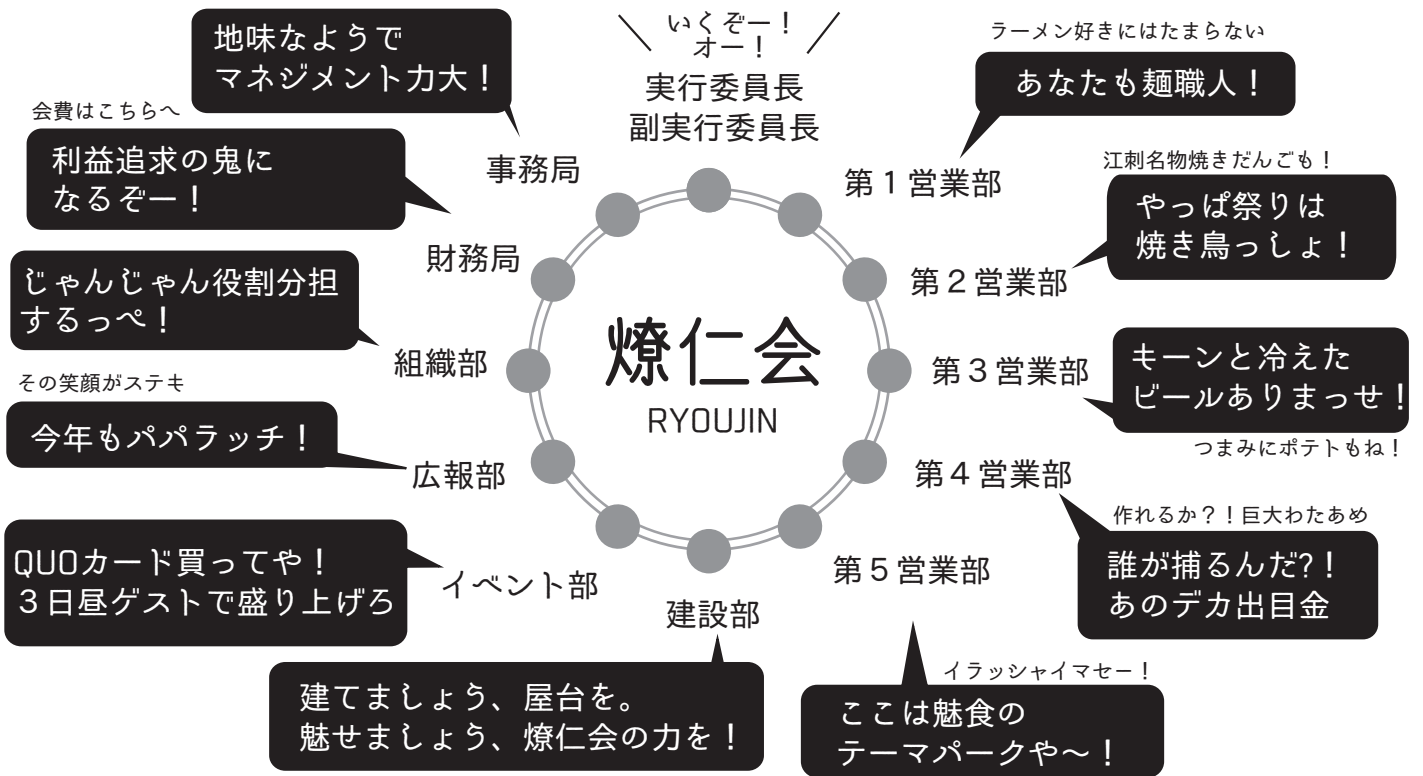 いくぞー！
オー！
実行委員長
副実行委員長
ラーメン好きにはたまらない
あなたも麺職人！
第１営業部
江刺名物焼きだんごも！
やっぱ祭りは
焼き鳥っしょ！
第２営業部
キーンと冷えた
ビールありまっせ！
つまみにポテトもね！
第３営業部
作れるか？！巨大わたあめ
誰が捕るんだ?！
あのデカ出目金
第４営業部
イラッシャイマセー！
ここは魅食の
テーマパークや～！
第５営業部
建設部
建てましょう、屋台を。
魅せましょう、燎仁会の力を！
イベント部
QUOカード買ってや！
３日昼ゲストで盛り上げろ
広報部
その笑顔がステキ
今年もパパラッチ！
組織部
じゃんじゃん役割分担
するっぺ！
財務局
会費はこちらへ
利益追求の鬼に
なるぞー！
事務局
地味なようで
マネジメント力大！
燎仁会
RYOUJIN